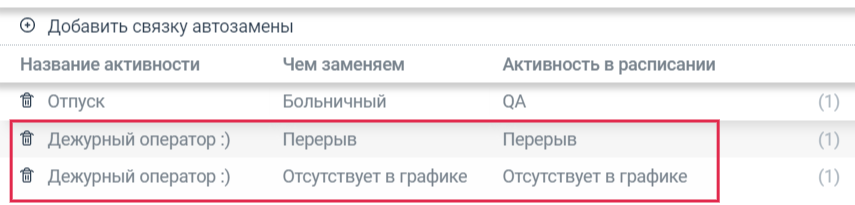 Добавить связку автозамены
Название активности Чем заменяем Активность в расписании
Отпуск Больничный QA (1)
Дежурный оператор :) Перерыв Перерыв (1)
Дежурный оператор :) Отсутствует в графике Отсутствует в графике (1)